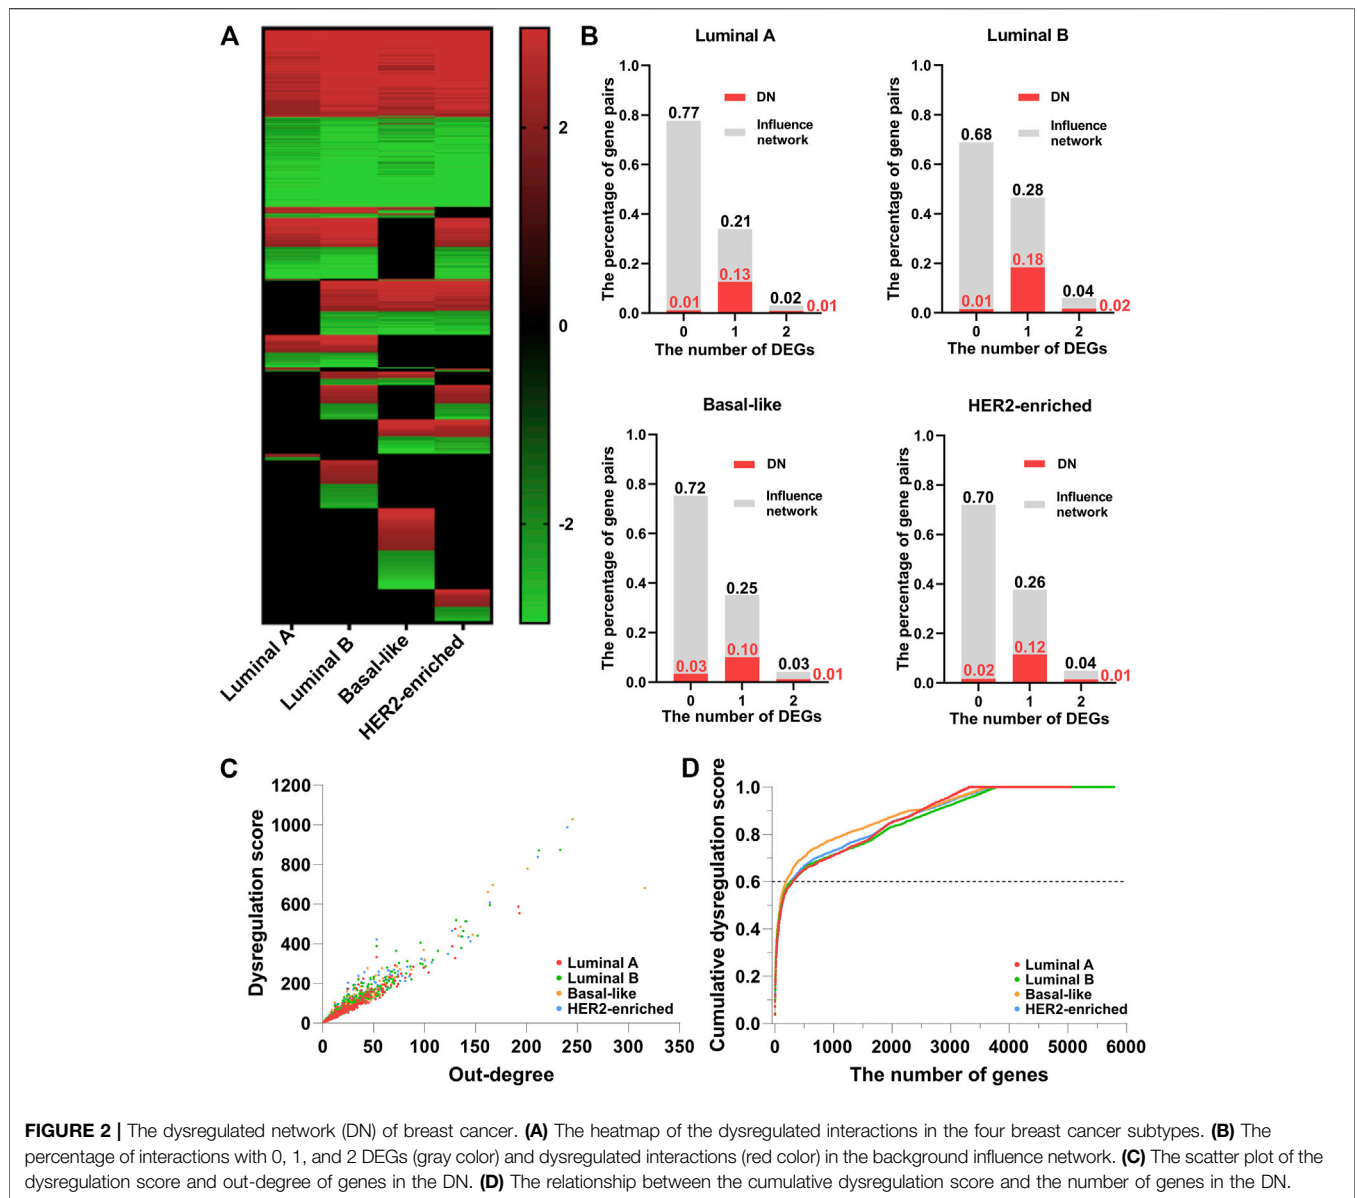 A
2
0
-2
Luminal A
Luminal B
Basal-like
HER2-enriched
B
Luminal A
The percentage of gene pairs
1.0
0.8
0.6
0.4
0.2
0.0
DN
Influence
network
0.77
0.21
0.02
0.01
0.13
0.01
0 1 2
The number of DEGs
Luminal B
The percentage of gene pairs
1.0
0.8
0.6
0.4
0.2
0.0
DN
Influence
network
0.68
0.28
0.04
0.01
0.18
0.02
0 1 2
The number of DEGs
Basal-like
The percentage of gene pairs
1.0
0.8
0.6
0.4
0.2
0.0
DN
Influence
network
0.72
0.25
0.03
0.03
0.10
0.01
0 1 2
The number of DEGs
HER2-enriched
The percentage of gene pairs
1.0
0.8
0.6
0.4
0.2
0.0
DN
Influence
network
0.70
0.26
0.04
0.02
0.12
0.01
0 1 2
The number of DEGs
C
Dysregulation score
1200
1000
800
600
400
200
0
Luminal A
Luminal B
Basal-like
HER2-enriched
0 50 100 150 200 250 300 350
Out-degree
D
Cumulative dysregulation score
1.0
0.8
0.6
0.4
0.2
0.0
Luminal A
Luminal B
Basal-like
HER2-enriched
0 1000 2000 3000 4000 5000 6000
The number of genes
FIGURE 2 | The dysregulated network (DN) of breast cancer. (A) The heatmap of the dysregulated interactions in the four breast cancer subtypes. (B) The
percentage of interactions with 0, 1, and 2 DEGs (gray color) and dysregulated interactions (red color) in the background influence network. (C) The scatter plot of the
dysregulation score and out-degree of genes in the DN. (D) The relationship between the cumulative dysregulation score and the number of genes in the DN.